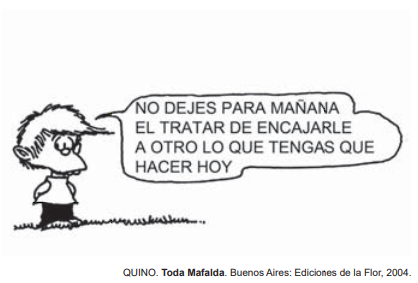 NO DEJES PARA MAÑANA
EL TRATAR DE ENCAJARLE
A OTRO LO QUE TENGAS QUE
HACER HOY
QUINO. Toda Mafalda. Buenos Aires: Ediciones de la Flor, 2004.